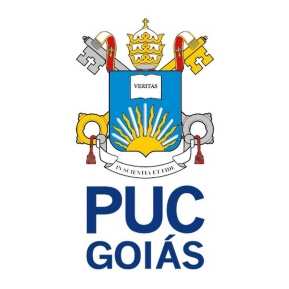 VERITAS
IN SCIENTIA ET FIDE
PUC
GOIÁS